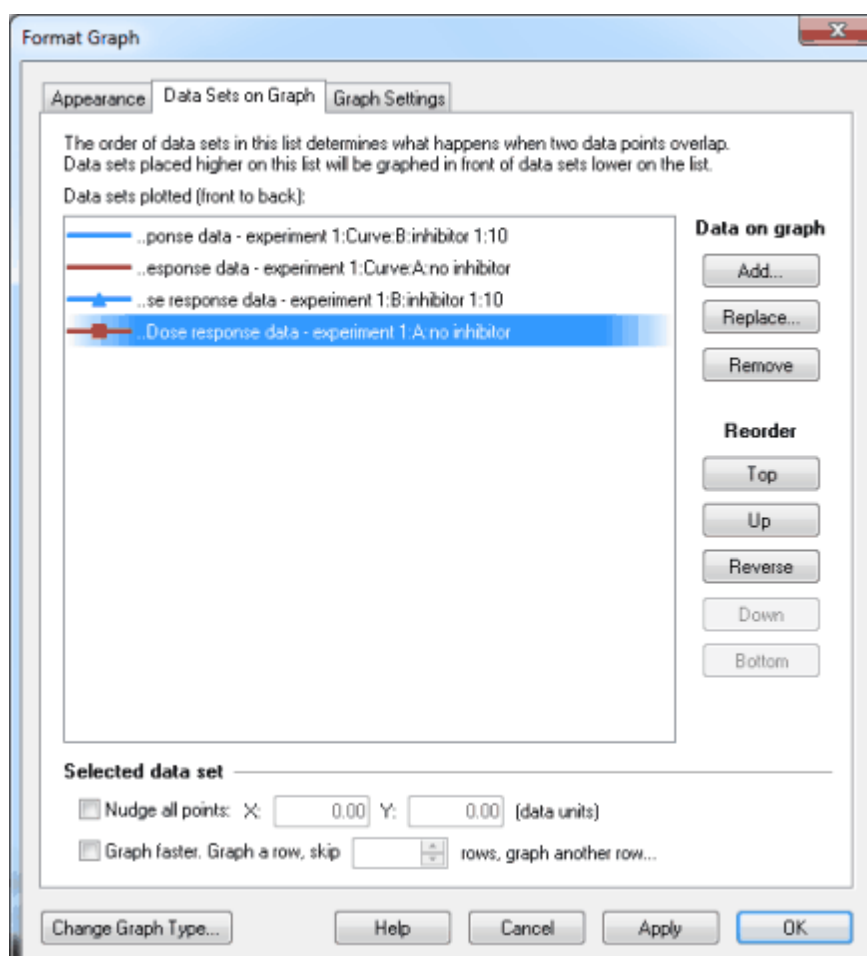 Format Graph
Appearance Data Sets on Graph Graph Settings
The order of data sets in this list determines what happens when two data points overlap.
Data sets placed higher on this list will be graphed in front of data sets lower on the list.
Data sets plotted (front to back):
..ponse data - experiment 1:Curve:B:inhibitor 1:10
..esponse data - experiment 1:Curve:A:no inhibitor
..se response data - experiment 1:B:inhibitor 1:10
..Dose response data - experiment 1:A:no inhibitor
Data on graph
Add...
Replace...
Remove
Reorder
Top
Up
Reverse
Down
Bottom
Selected data set
Nudge all points: X: 0.00 Y: 0.00 (data units)
Graph faster. Graph a row, skip rows, graph another row...
Change Graph Type... Help Cancel Apply OK